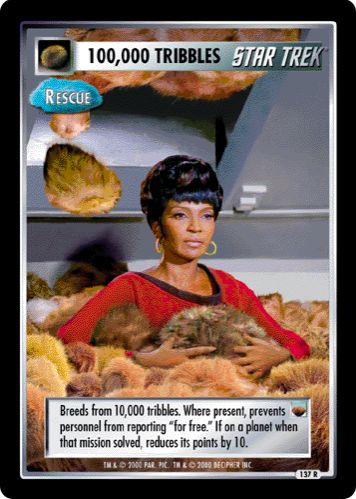 100,000 TRIBBLES STAR TREK
RESCUE
Breeds from 10,000 tribbles. Where present, prevents
personnel from reporting "for free." If on a planet when
that mission solved, reduces its points by 10.
TM & © 2000 PAR. PIC. TM & © 2000 DECIPHER INC.
137 R